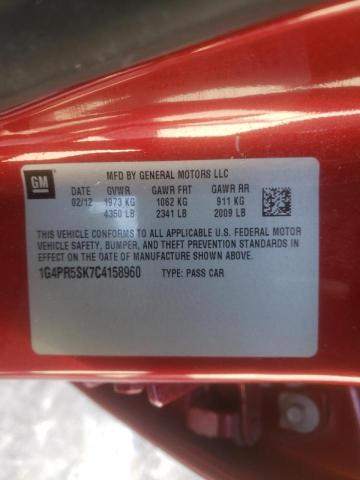 GM
MFD BY GENERAL MOTORS LLC
DATE GVWR GAWR FRT GAWR RR
02/12 1973 KG 1062 KG 911 KG
4350 LB 2341 LB 2009 LB
THIS VEHICLE CONFORMS TO ALL APPLICABLE U.S. FEDERAL MOTOR
VEHICLE SAFETY, BUMPER, AND THEFT PREVENTION STANDARDS IN
EFFECT ON THE DATE OF MANUFACTURE SHOWN ABOVE.
1G4PR5SK7C4158960 TYPE: PASS CAR